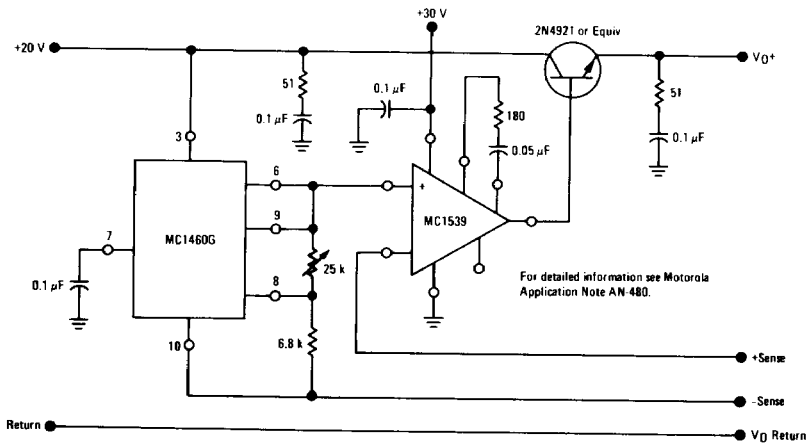 +30 V
2N4921 or Equiv
+20 V
VO+
51
0.1 µF
0.1 µF
180
0.05 µF
51
0.1 µF
3
6
+
MC1460G
9
MC1539
7
25 k
0.1 µF
8
For detailed information see Motorola
Application Note AN-480.
10
6.8 k
+Sense
-Sense
Return
VO Return